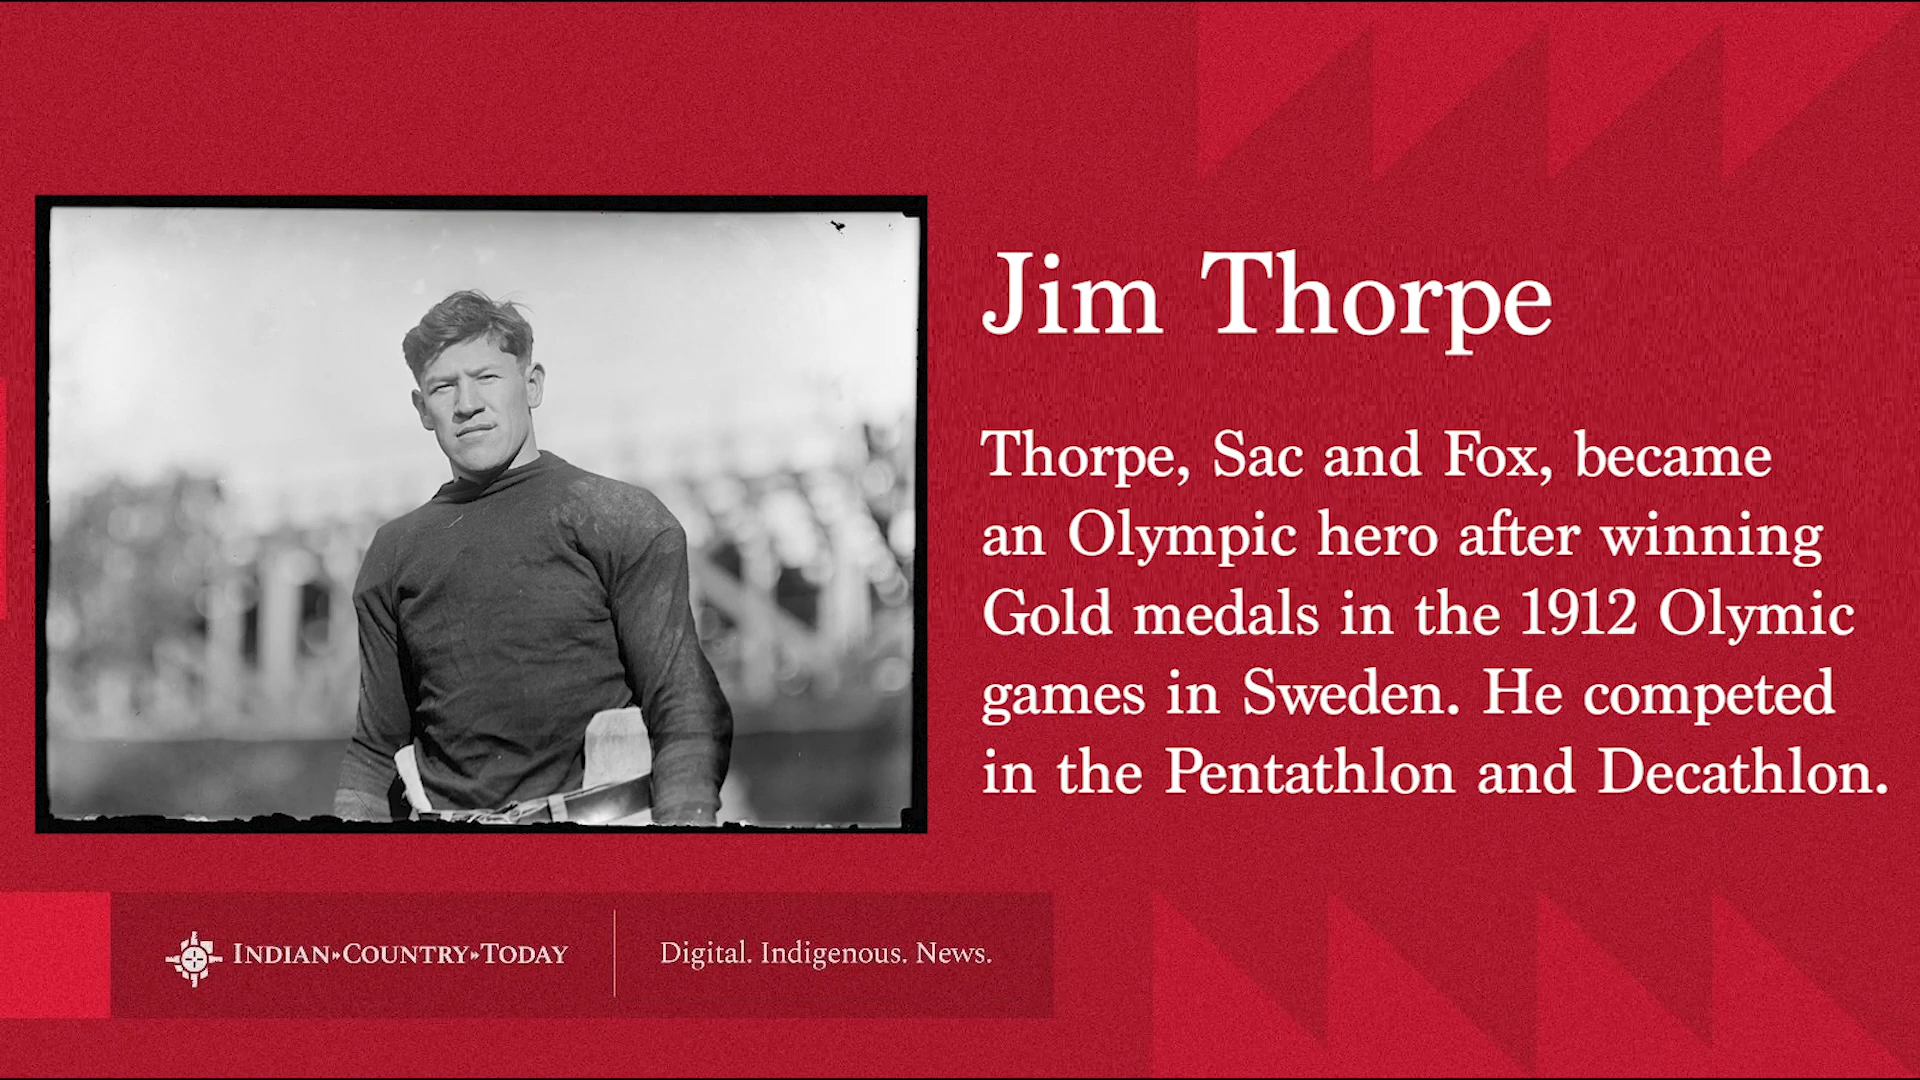 Jim Thorpe
Thorpe, Sac and Fox, became
an Olympic hero after winning
Gold medals in the 1912 Olymic
games in Sweden. He competed
in the Pentathlon and Decathlon.
INDIAN▸COUNTRY▸TODAY
Digital. Indigenous. News.